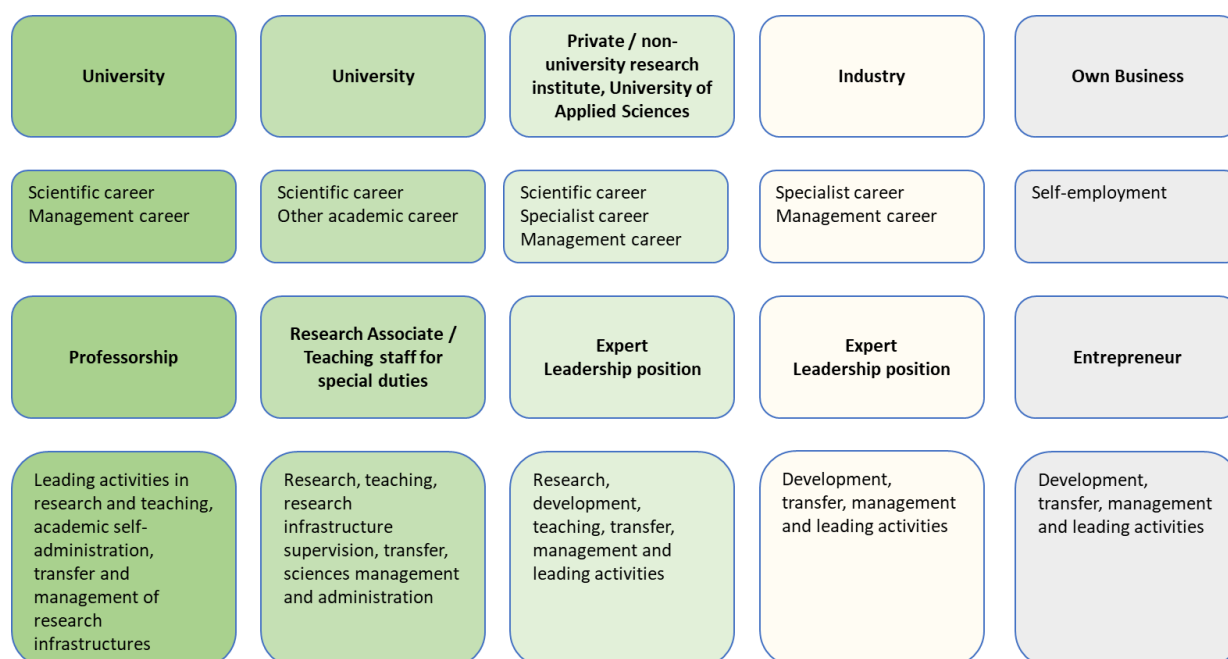 University
University
Private / non-
university research
institute, University of
Applied Sciences
Industry
Own Business
Scientific career
Management career
Scientific career
Other academic career
Scientific career
Specialist career
Management career
Specialist career
Management career
Self-employment
Professorship
Research Associate /
Teaching staff for
special duties
Expert
Leadership position
Expert
Leadership position
Entrepreneur
Leading activities in
research and teaching,
academic self-
administration,
transfer and
management of
research
infrastructures
Research, teaching,
research
infrastructure
supervision, transfer,
sciences management
and administration
Research,
development,
teaching, transfer,
management and
leading activities
Development,
transfer, management
and leading activities
Development,
transfer, management
and leading activities